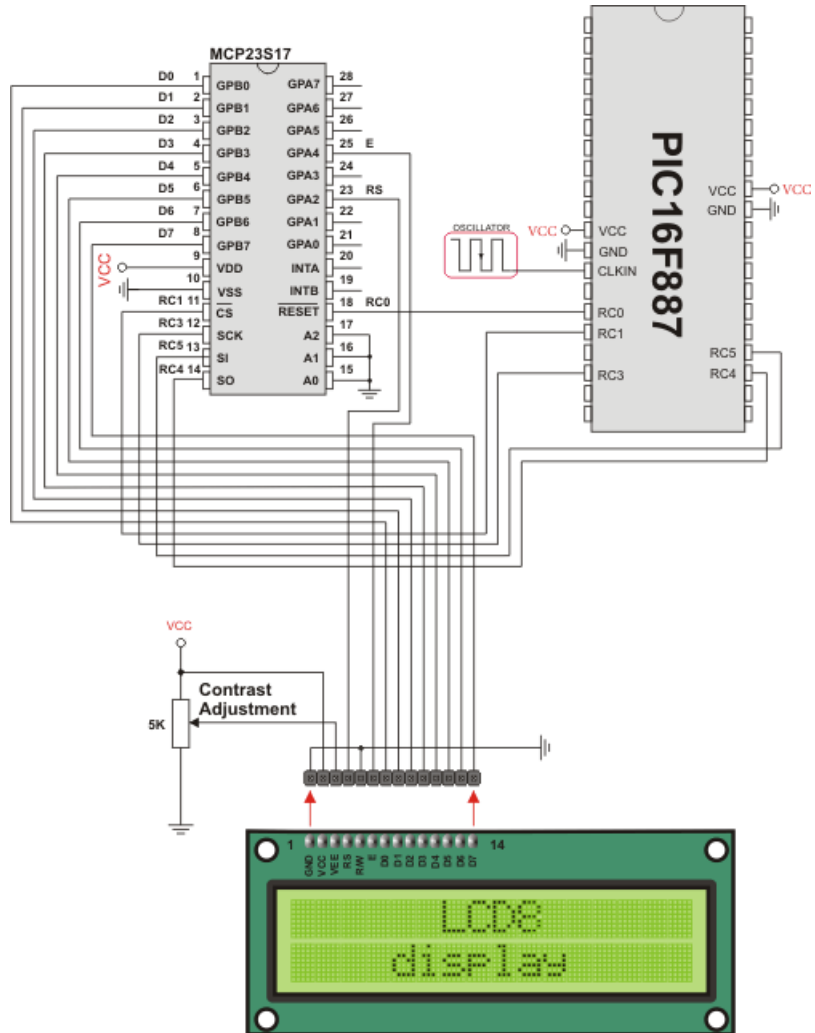 MCP23S17
D0 1 GPB0 GPA7 28
D1 2 GPB1 GPA6 27
D2 3 GPB2 GPA5 26
D3 4 GPB3 GPA4 25 E
D4 5 GPB4 GPA3 24
D5 6 GPB5 GPA2 23 RS
D6 7 GPB6 GPA1 22
D7 8 GPB7 GPA0 21
VCC 9 VDD INTA 20
10 VSS INTB 19
RC1 11 CS RESET 18 RC0
RC3 12 SCK A2 17
RC5 13 SI A1 16
RC4 14 SO A0 15
PIC16F887
OSCILLATOR
VCC VCC
GND
CLKIN
RC0
RC1
RC3
VCC VCC
GND
RC5
RC4
VCC
Contrast
Adjustment
5K
1 14
GND
VCC
VEE
RS
R/W
E
D0
D1
D2
D3
D4
D5
D6
D7
LCD8
display